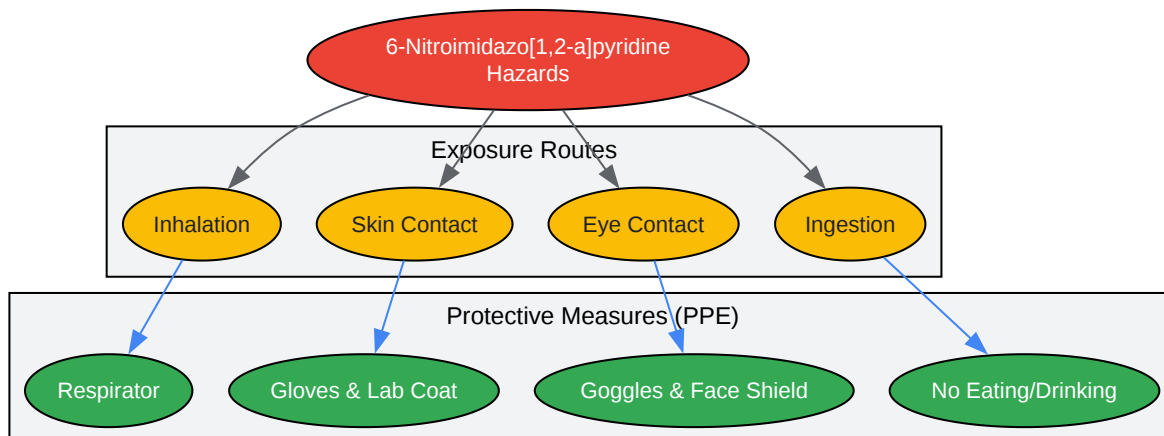 6-Nitroimidazo[1,2-a]pyridine
Hazards
Exposure Routes
Inhalation
Skin Contact
Eye Contact
Ingestion
Protective Measures (PPE)
Respirator
Gloves & Lab Coat
Goggles & Face Shield
No Eating/Drinking